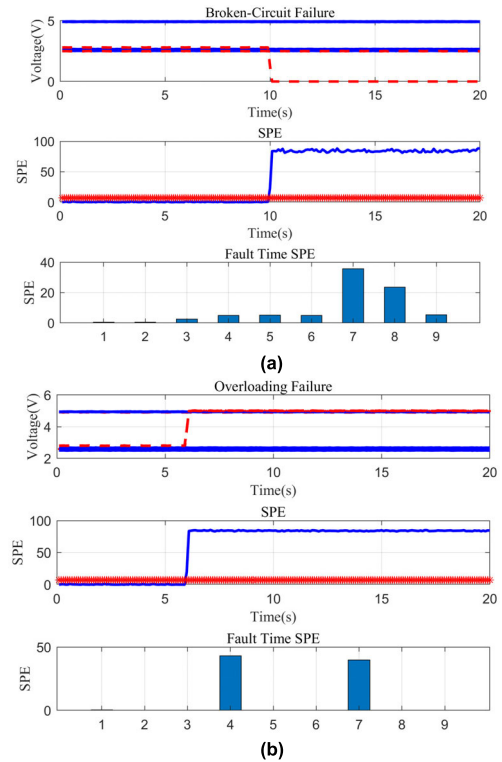 Broken-Circuit Failure
Voltage(V)
5
0
0 5 10 15 20
Time(s)
SPE
SPE
100
50
0
0 5 10 15 20
Time(s)
Fault Time SPE
SPE
40
20
0
1 2 3 4 5 6 7 8 9
(a)
Overloading Failure
Voltage(V)
6
4
2
0 5 10 15 20
Time(s)
SPE
SPE
100
50
0
0 5 10 15 20
Time(s)
Fault Time SPE
SPE
50
0
1 2 3 4 5 6 7 8 9
(b)